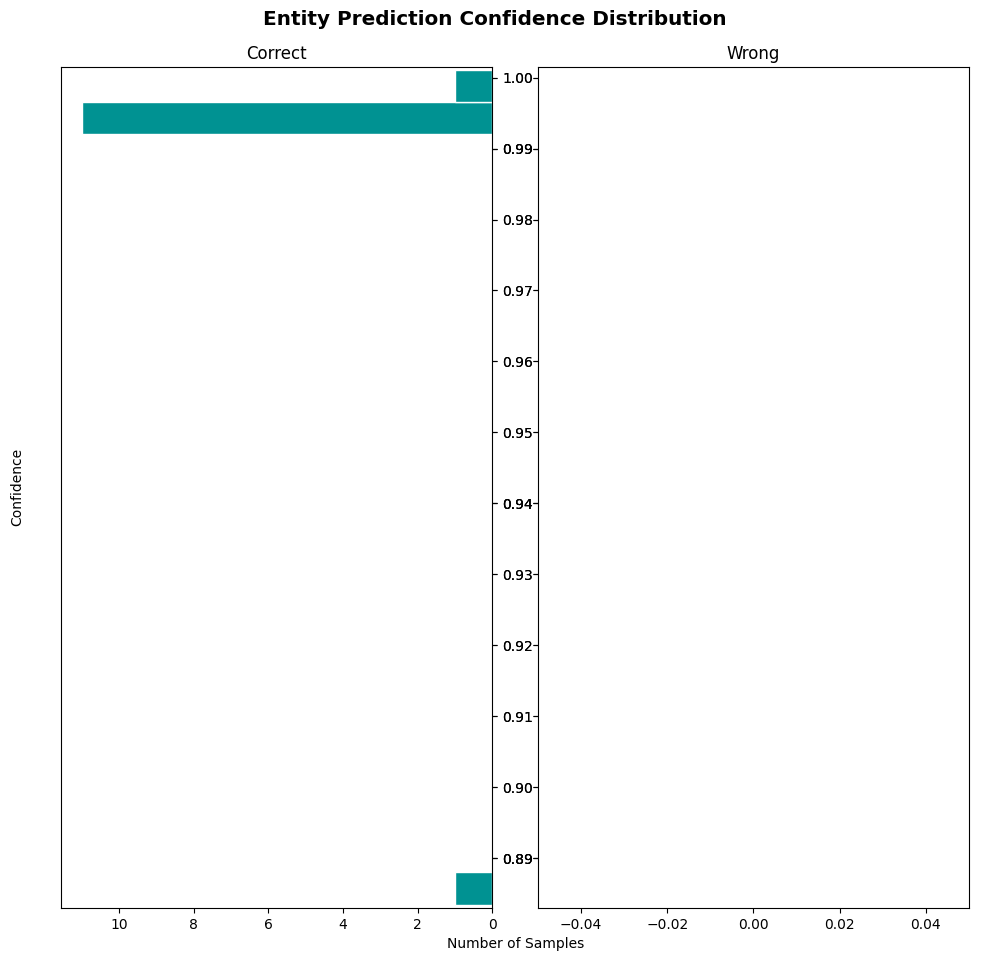 Entity Prediction Confidence Distribution
Correct
Wrong
1.00
0.99
0.98
0.97
0.96
0.95
0.94
0.93
0.92
0.91
0.90
0.89
Confidence
10 8 6 4 2 0
−0.04 −0.02 0.00 0.02 0.04
Number of Samples